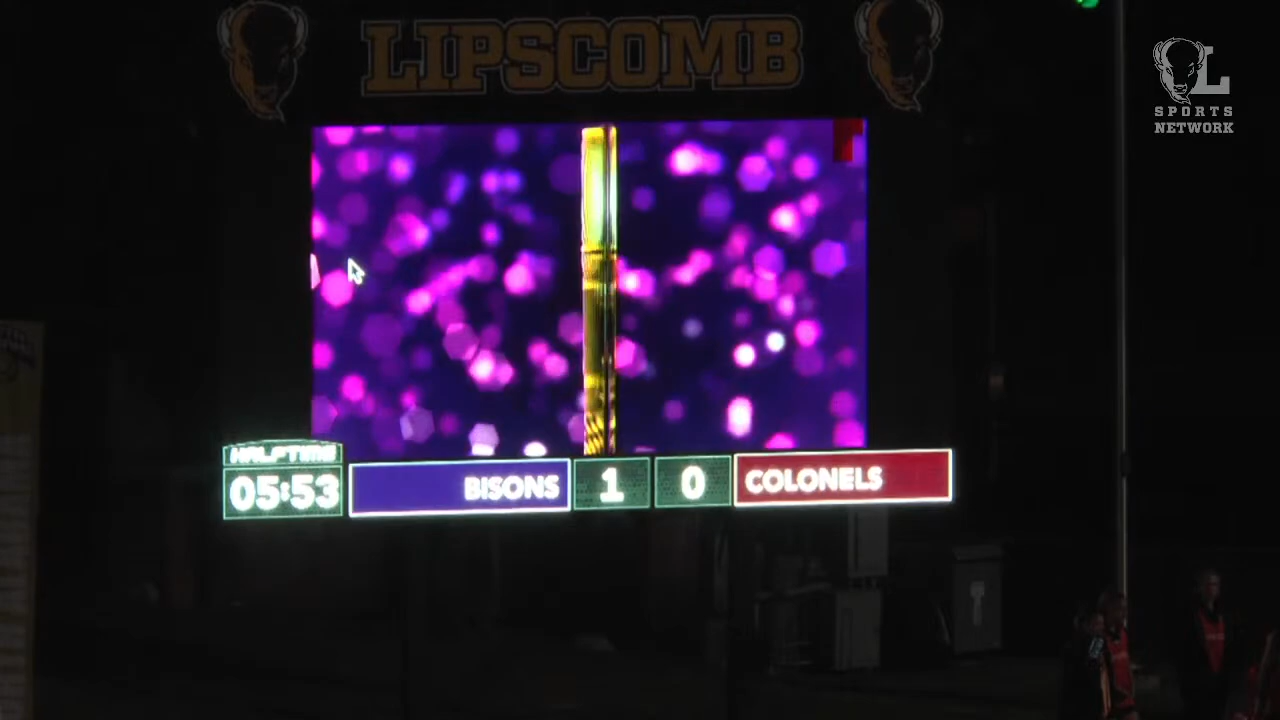 LIPSCOMB
L
SPORTS
NETWORK
HALFTIME
05:53
BISONS
1
0
COLONELS